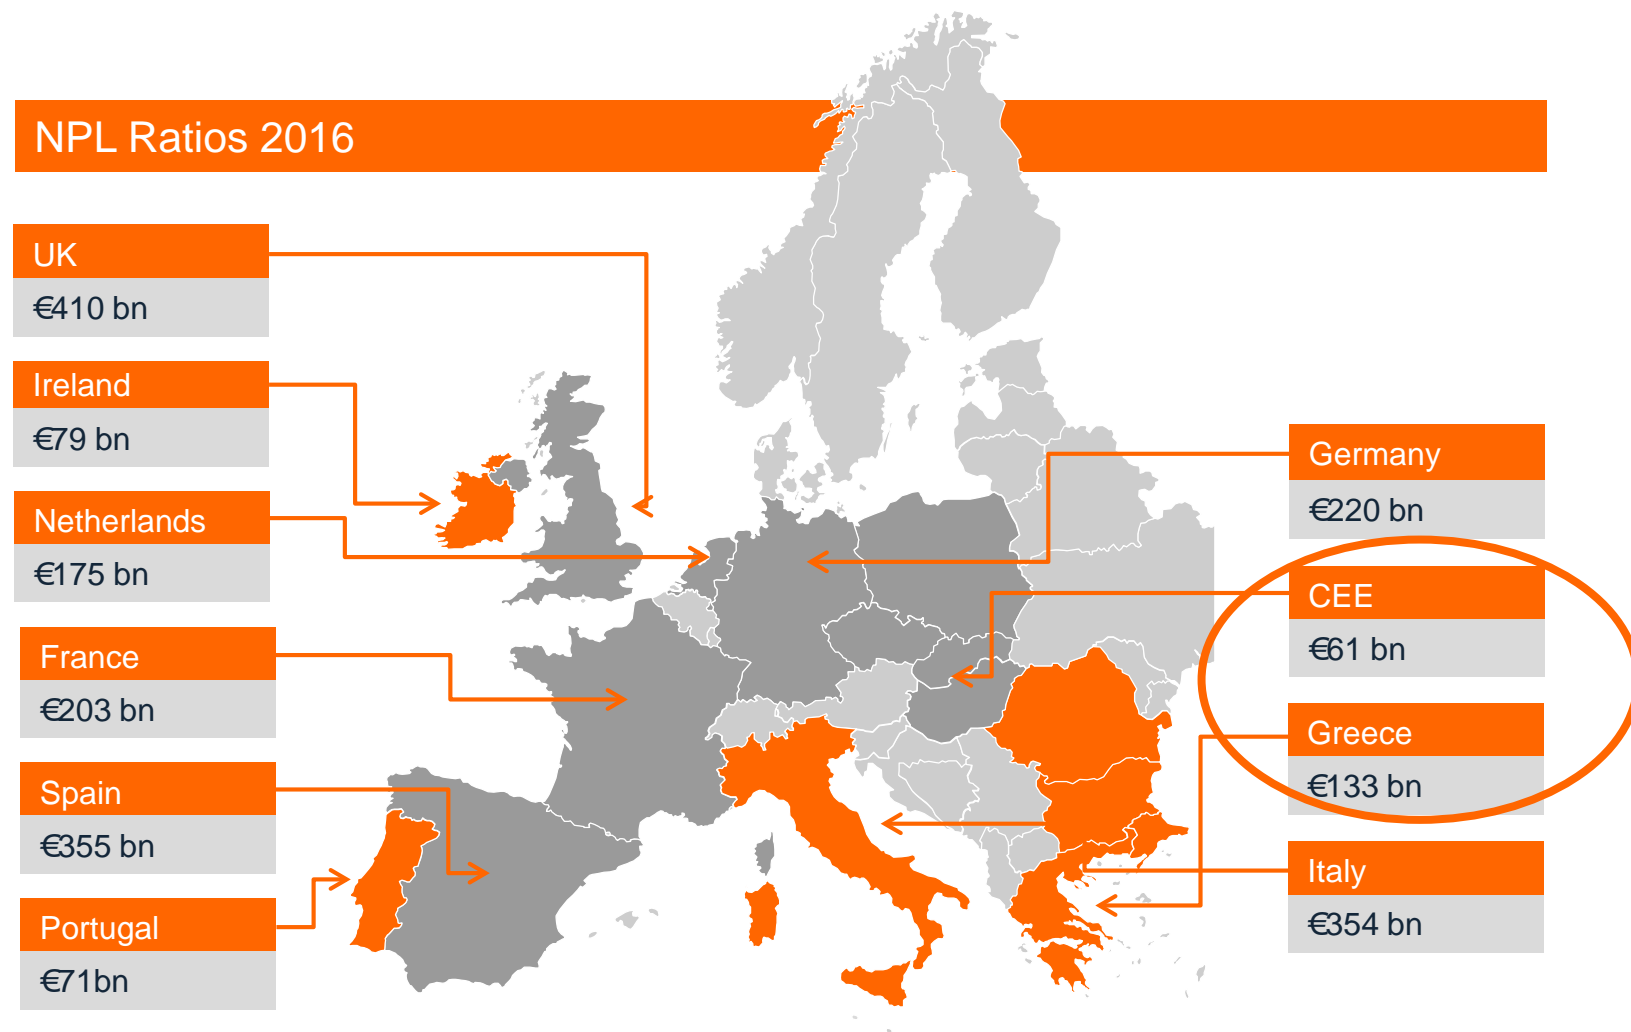 NPL Ratios 2016
UK
€410 bn
Ireland
€79 bn
Netherlands
€175 bn
France
€203 bn
Spain
€355 bn
Portugal
€71bn
Germany
€220 bn
CEE
€61 bn
Greece
€133 bn
Italy
€354 bn